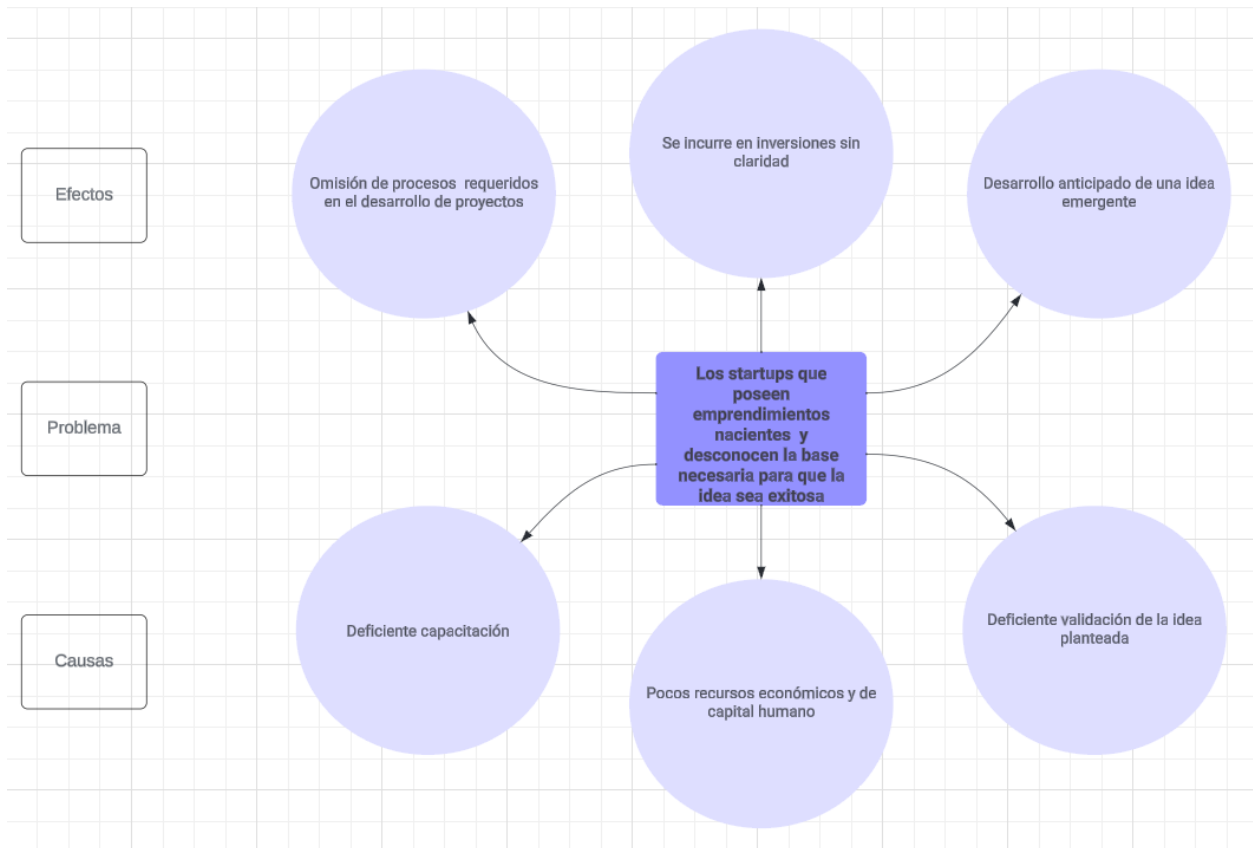 Se incurre en inversiones sin
claridad
Efectos
Omisión de procesos requeridos
en el desarrollo de proyectos
Desarrollo anticipado de una idea
emergente
Problema
Los startups que
poseen
emprendimientos
nacientes y
desconocen la base
necesaria para que la
idea sea exitosa
Causas
Deficiente capacitación
Pocos recursos económicos y de
capital humano
Deficiente validación de la idea
planteada